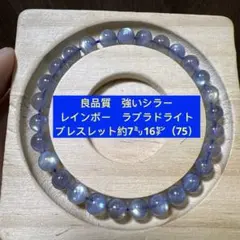 良品質　強いシラー
レインボー　ラブラドライト
ブレスレット約7㍉16㌢（75）